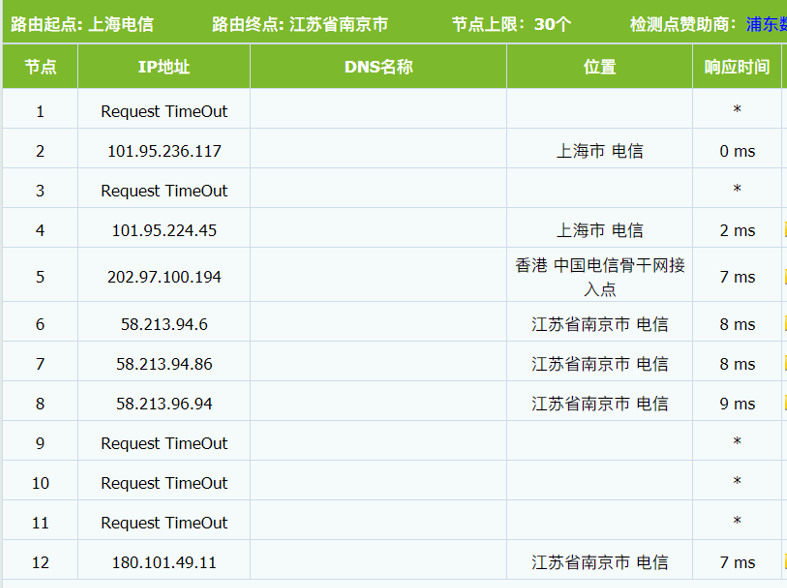 路由起点: 上海电信 路由终点: 江苏省南京市 节点上限：30个 检测点赞助商：浦东数
节点 IP地址 DNS名称 位置 响应时间
1 Request TimeOut *
2 101.95.236.117 上海市 电信 0 ms
3 Request TimeOut *
4 101.95.224.45 上海市 电信 2 ms
5 202.97.100.194 香港 中国电信骨干网接 7 ms
入点
6 58.213.94.6 江苏省南京市 电信 8 ms
7 58.213.94.86 江苏省南京市 电信 8 ms
8 58.213.96.94 江苏省南京市 电信 9 ms
9 Request TimeOut *
10 Request TimeOut *
11 Request TimeOut *
12 180.101.49.11 江苏省南京市 电信 7 ms